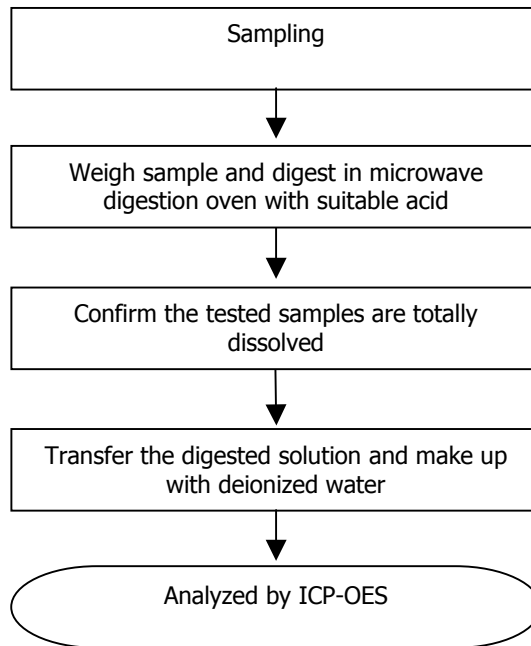 Sampling
Weigh sample and digest in microwave
digestion oven with suitable acid
Confirm the tested samples are totally
dissolved
Transfer the digested solution and make up
with deionized water
Analyzed by ICP-OES